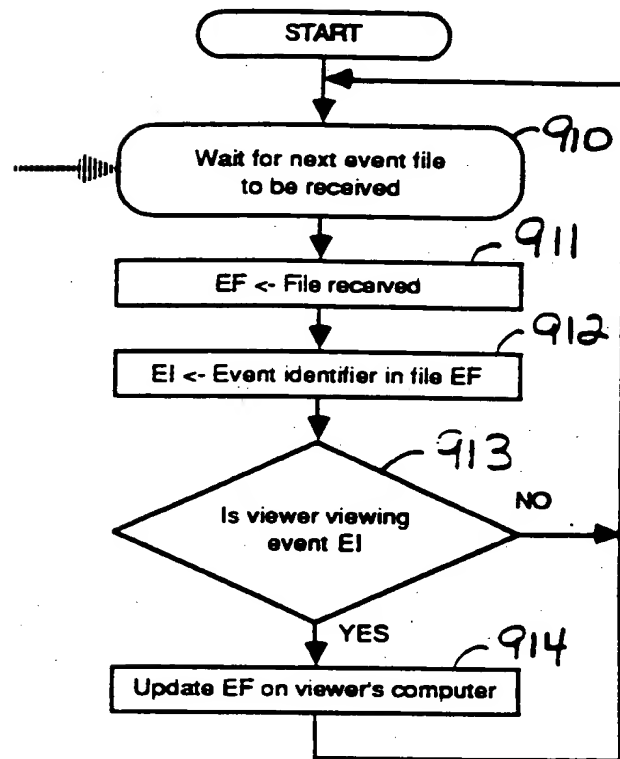 START
910
Wait for next event file
to be received
911
EF <- File received
912
EI <- Event identifier in file EF
913
Is viewer viewing
event EI
NO
YES
914
Update EF on viewer's computer